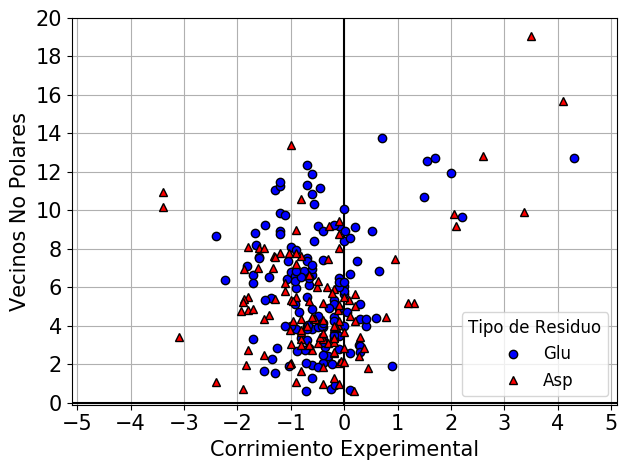 Vecinos No Polares
20
18
16
14
12
10
8
6
4
2
0
−5 −4 −3 −2 −1 0 1 2 3 4 5
Corrimiento Experimental
Tipo de Residuo
Glu
Asp